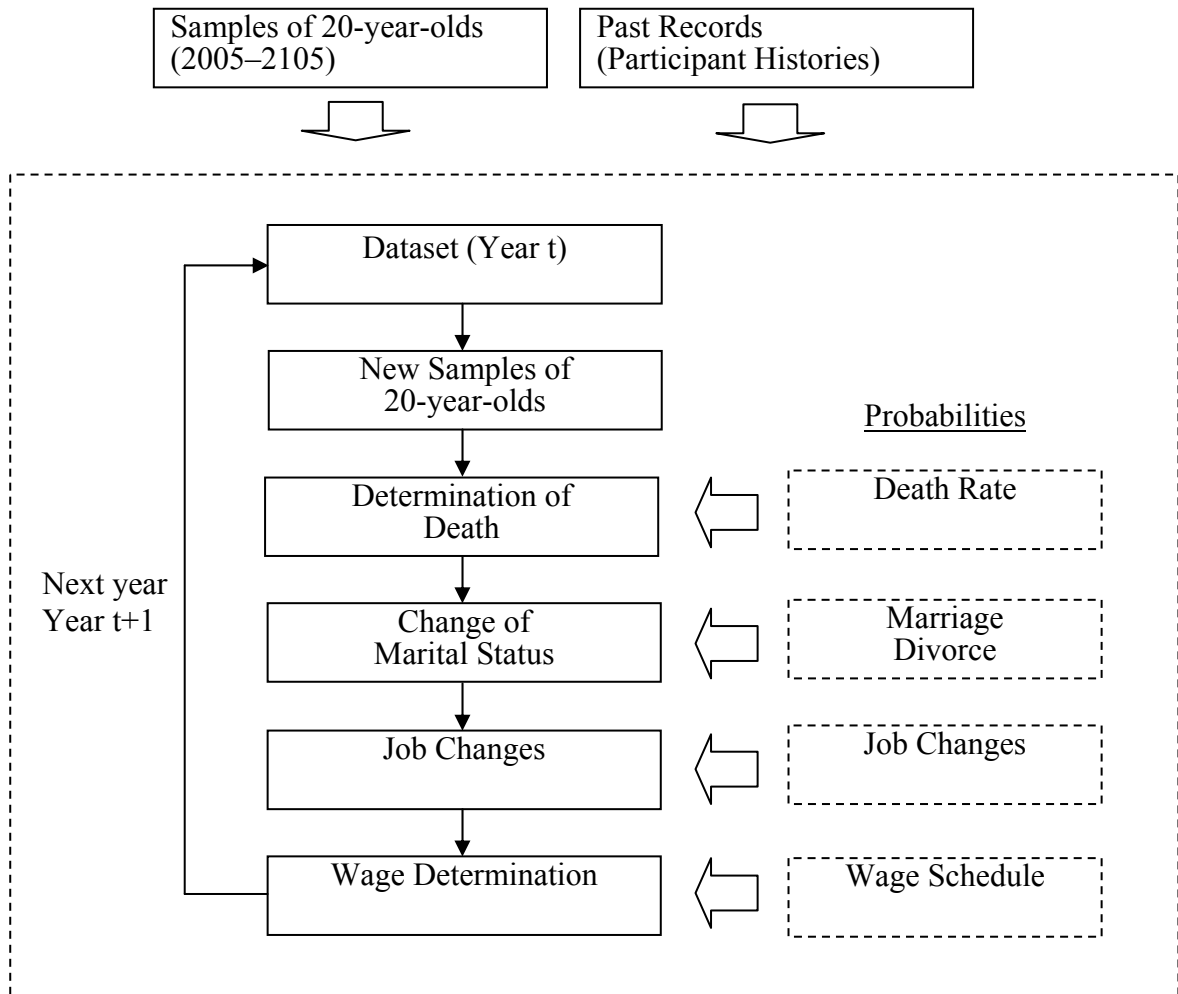 Samples of 20-year-olds
(2005–2105)
Past Records
(Participant Histories)
Dataset (Year t)
New Samples of
20-year-olds
Probabilities
Determination of
Death
Death Rate
Next year
Year t+1
Change of
Marital Status
Marriage
Divorce
Job Changes
Job Changes
Wage Determination
Wage Schedule